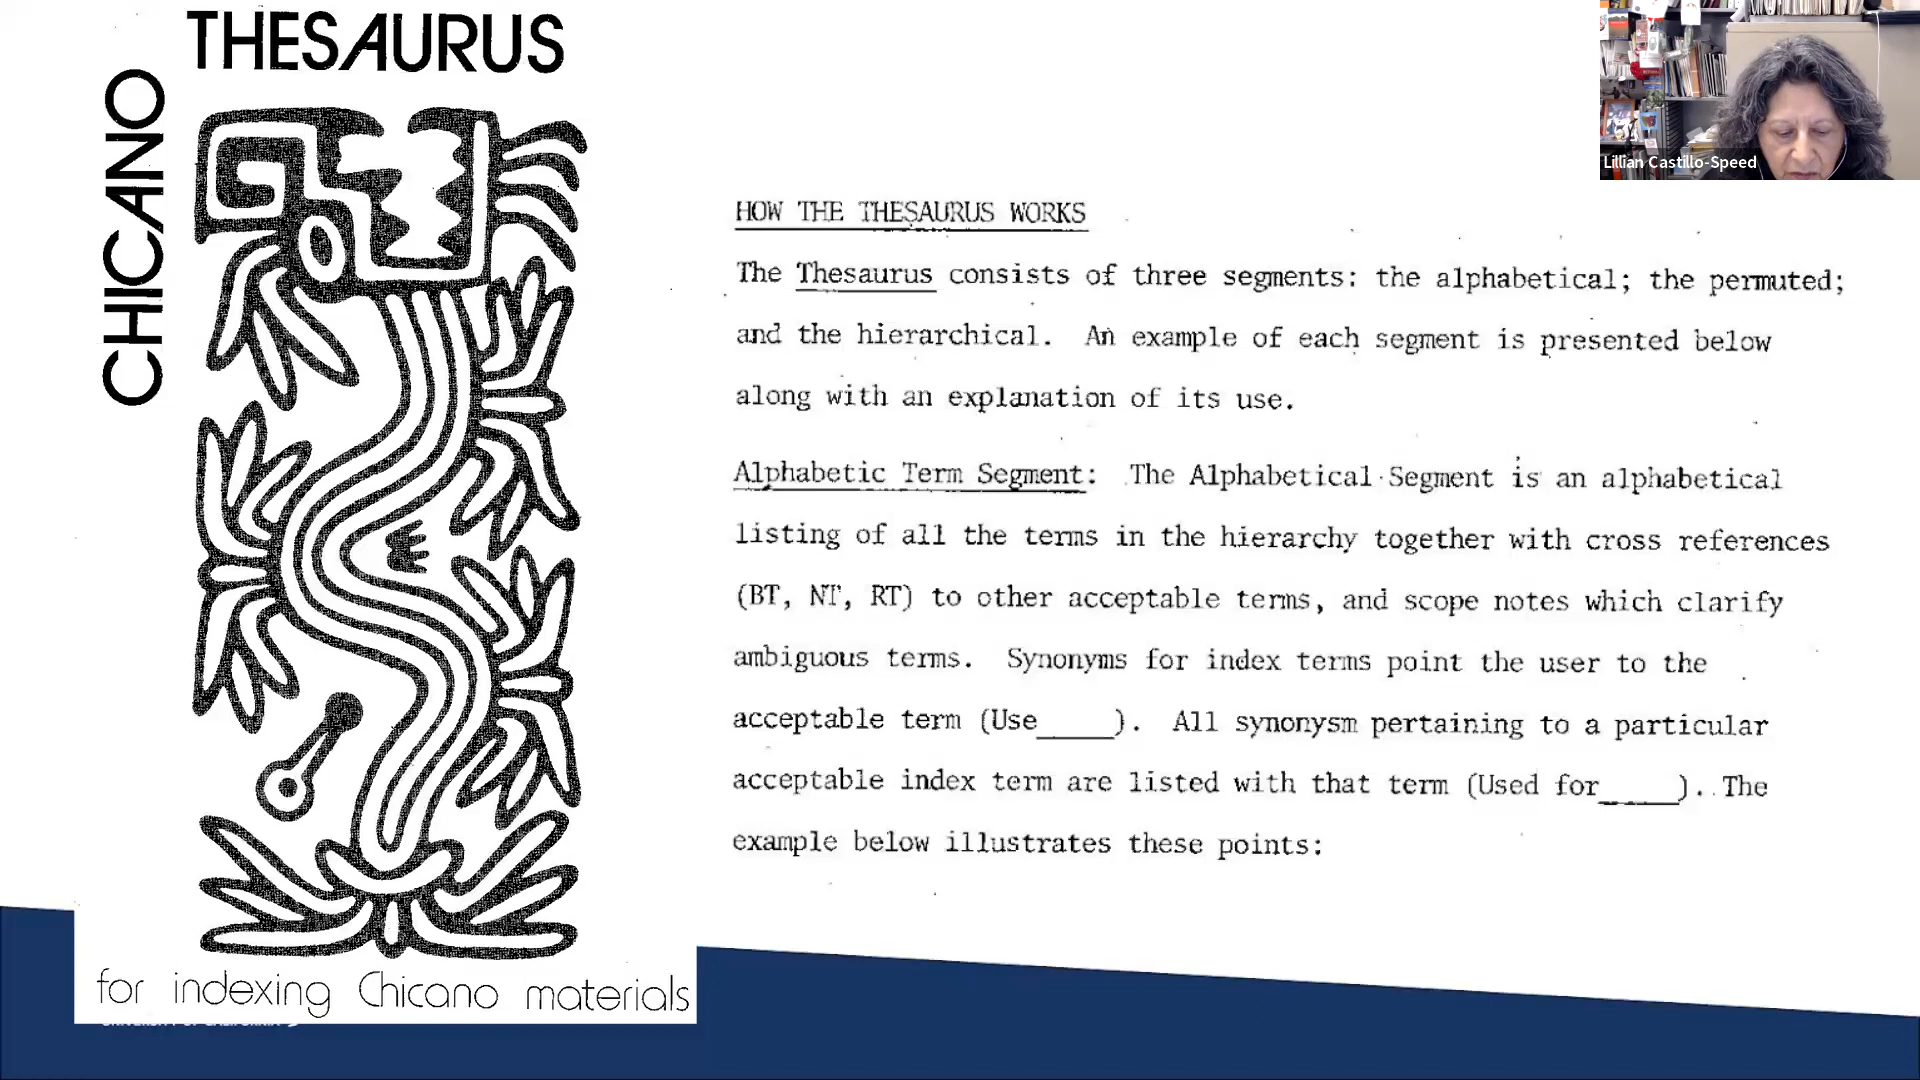 CHICANO
THESAURUS
for indexing Chicano materials
HOW THE THESAURUS WORKS
The Thesaurus consists of three segments: the alphabetical; the permuted;
and the hierarchical. An example of each segment is presented below
along with an explanation of its use.
Alphabetic Term Segment: The Alphabetical Segment is an alphabetical
listing of all the terms in the hierarchy together with cross references
(BT, NT, RT) to other acceptable terms, and scope notes which clarify
ambiguous terms. Synonyms for index terms point the user to the
acceptable term (Use____). All synonysm pertaining to a particular
acceptable index term are listed with that term (Used for____). The
example below illustrates these points:
Lillian Castillo-Speed